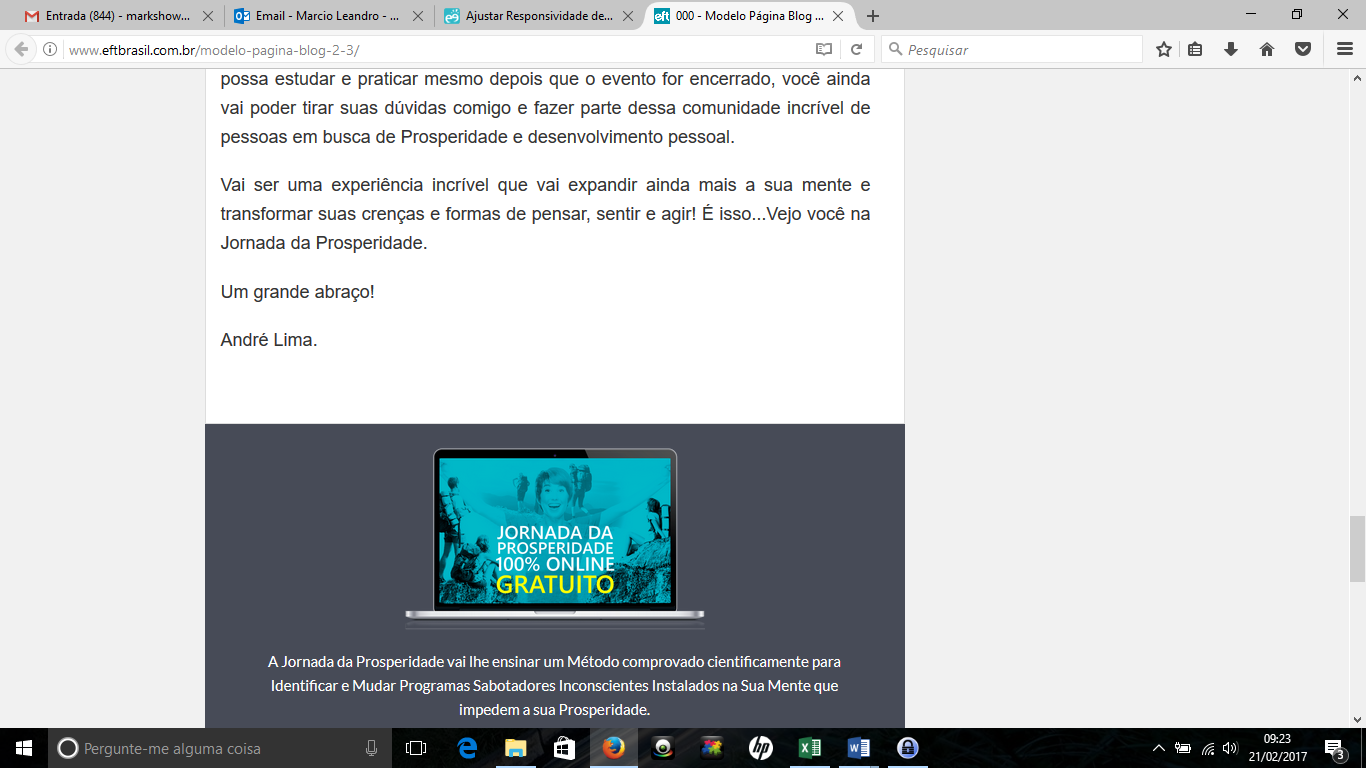 Entrada (844) - markshow...
Email - Marcio Leandro - ...
Ajustar Responsividade de...
eft
000 - Modelo Página Blog ...
www.eftbrasil.com.br/modelo-pagina-blog-2-3/
Pesquisar
possa estudar e praticar mesmo depois que o evento for encerrado, você ainda
vai poder tirar suas dúvidas comigo e fazer parte dessa comunidade incrível de
pessoas em busca de Prosperidade e desenvolvimento pessoal.
Vai ser uma experiência incrível que vai expandir ainda mais a sua mente e
transformar suas crenças e formas de pensar, sentir e agir! É isso...Vejo você na
Jornada da Prosperidade.
Um grande abraço!
André Lima.
JORNADA DA
PROSPERIDADE
100% ONLINE
GRATUITO
A Jornada da Prosperidade vai lhe ensinar um Método comprovado cientificamente para
Identificar e Mudar Programas Sabotadores Inconscientes Instalados na Sua Mente que
impedem a sua Prosperidade.
Pergunte-me alguma coisa
hp
09:23
21/02/2017
3